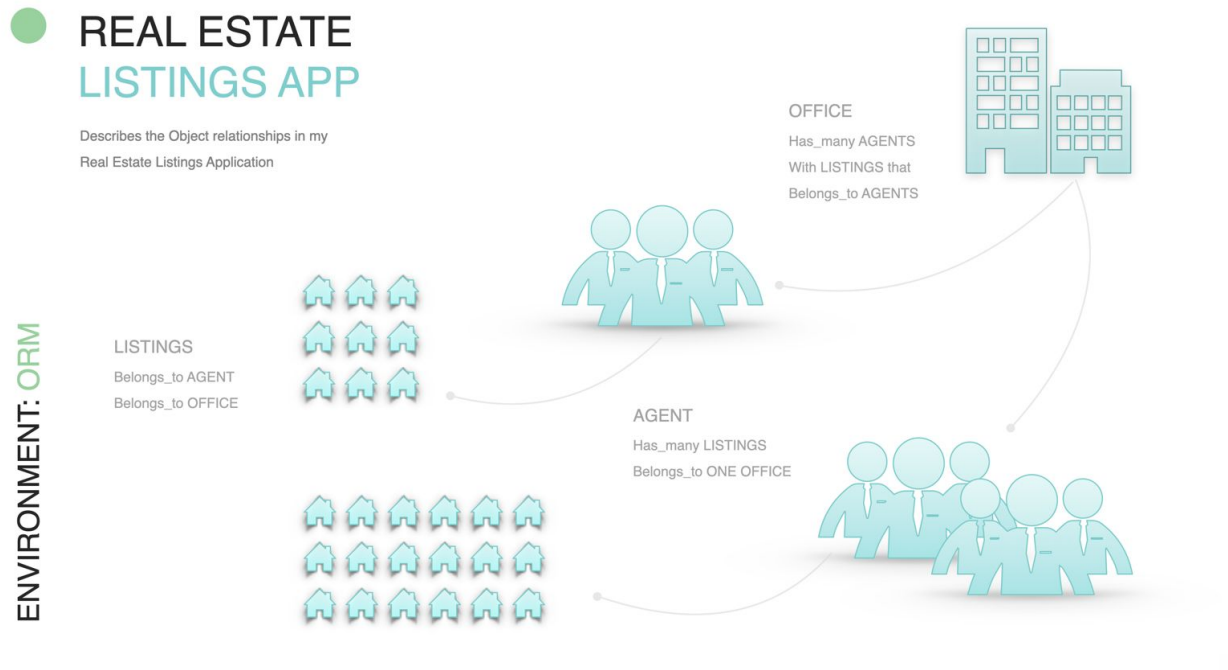 REAL ESTATE
LISTINGS APP
Describes the Object relationships in my
Real Estate Listings Application
OFFICE
Has_many AGENTS
With LISTINGS that
Belongs_to AGENTS
LISTINGS
Belongs_to AGENT
Belongs_to OFFICE
AGENT
Has_many LISTINGS
Belongs_to ONE OFFICE
ENVIRONMENT: ORM